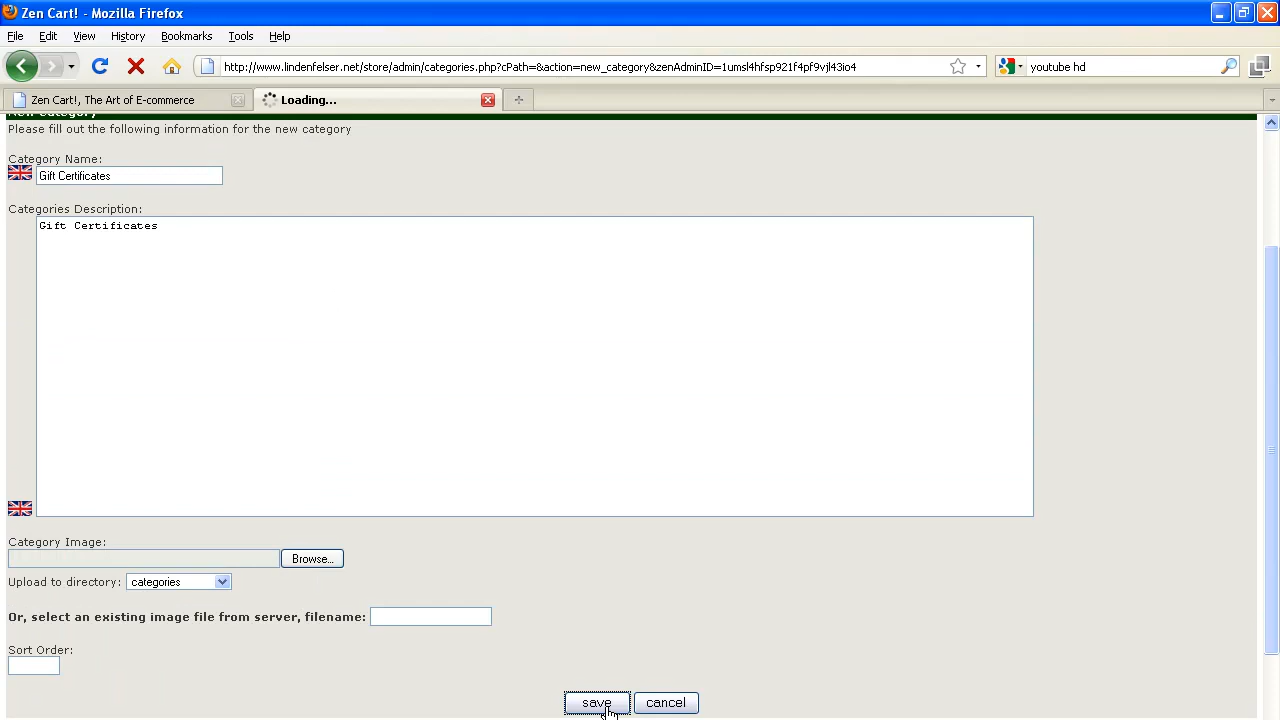 Zen Cart! - Mozilla Firefox
File Edit View History Bookmarks Tools Help
http://www.lindenfelser.net/store/admin/categories.php?cPath=&action=new_category&zenAdminID=1umsl4hfsp921f4pf9vjl43io4 youtube hd
Zen Cart!, The Art of E-commerce Loading...
New Category
Please fill out the following information for the new category
Category Name:
Gift Certificates
Categories Description:
Gift Certificates
Category Image:
Browse...
Upload to directory: categories
Or, select an existing image file from server, filename:
Sort Order:
save cancel